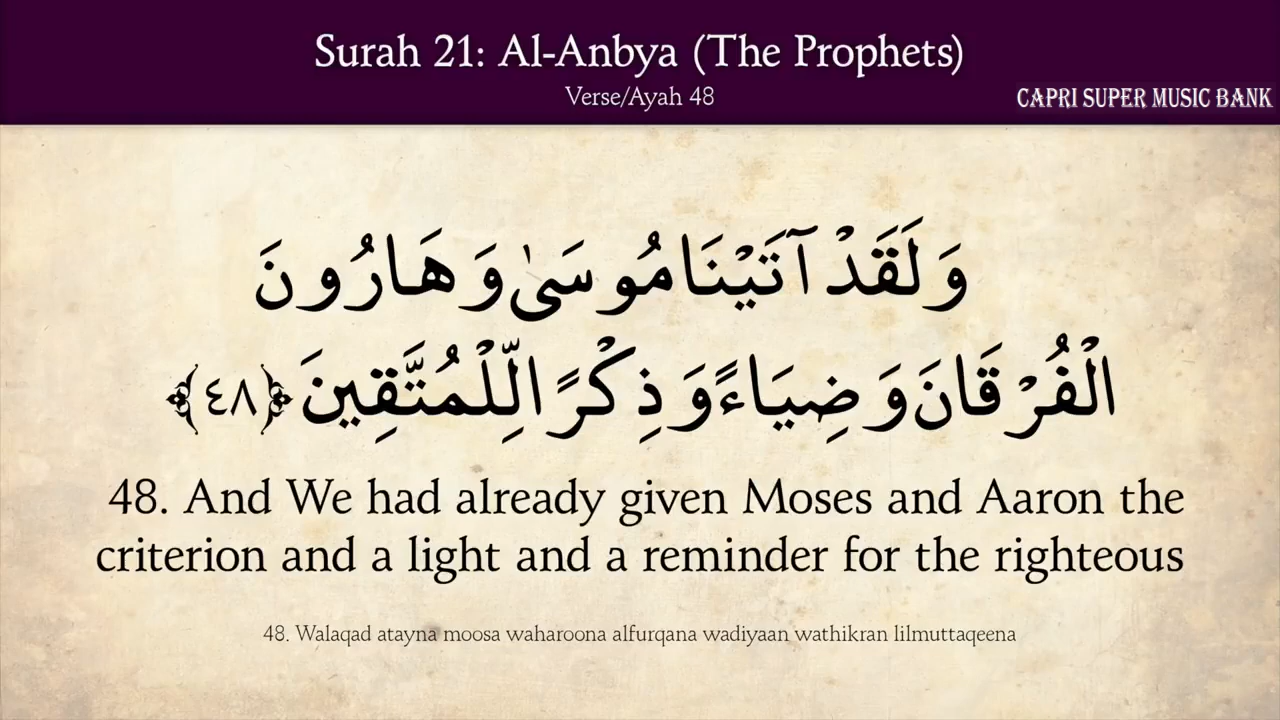 Surah 21: Al-Anbya (The Prophets)
Verse/Ayah 48
CAPRI SUPER MUSIC BANK
وَلَقَدْ آتَيْنَا مُوسَىٰ وَهَارُونَ
الْفُرْقَانَ وَضِيَاءً وَذِكْرًا لِّلْمُتَّقِينَ ﴿٤٨﴾
48. And We had already given Moses and Aaron the
criterion and a light and a reminder for the righteous
48. Walaqad atayna moosa waharoona alfurqana wadiyaan wathikran lilmuttaqeena